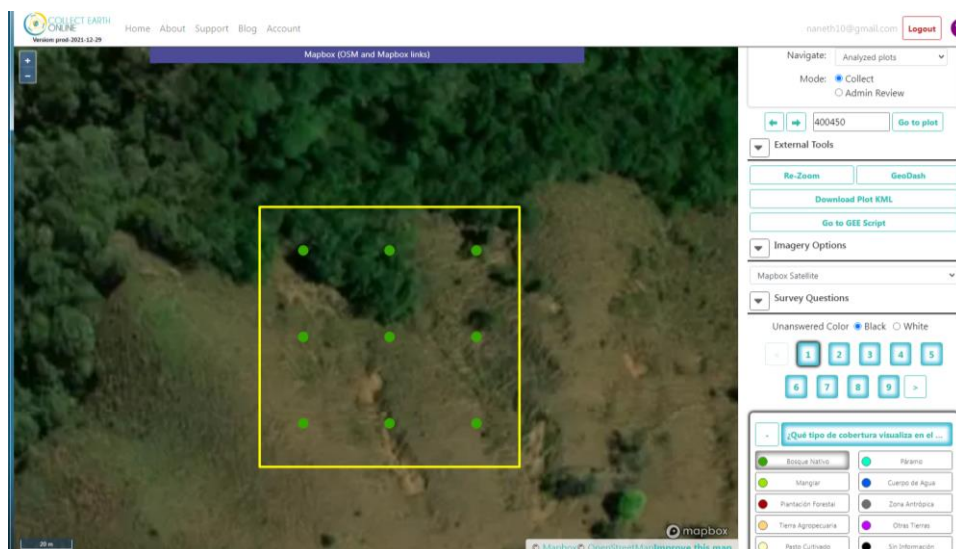 COLLECT EARTH
ONLINE
Version: prod-2021-12-29
Home About Support Blog Account
naneth10@gmail.com Logout
Mapbox (OSM and Mapbox links)
+
−
Navigate: Analyzed plots
Mode: Collect
Admin Review
400450 Go to plot
External Tools
Re-Zoom GeoDash
Download Plot KML
Go to GEE Script
Imagery Options
Mapbox Satellite
Survey Questions
Unanswered Color Black White
1 2 3 4 5
6 7 8 9 >
¿Qué tipo de cobertura visualiza en el ...
Bosque Nativo Páramo
Manglar Cuerpo de Agua
Plantación Forestal Zona Antrópica
Tierra Agropecuaria Otras Tierras
Pasto Cultivado Sin Información
20 m
mapbox
© Mapbox © OpenStreetMap Improve this map